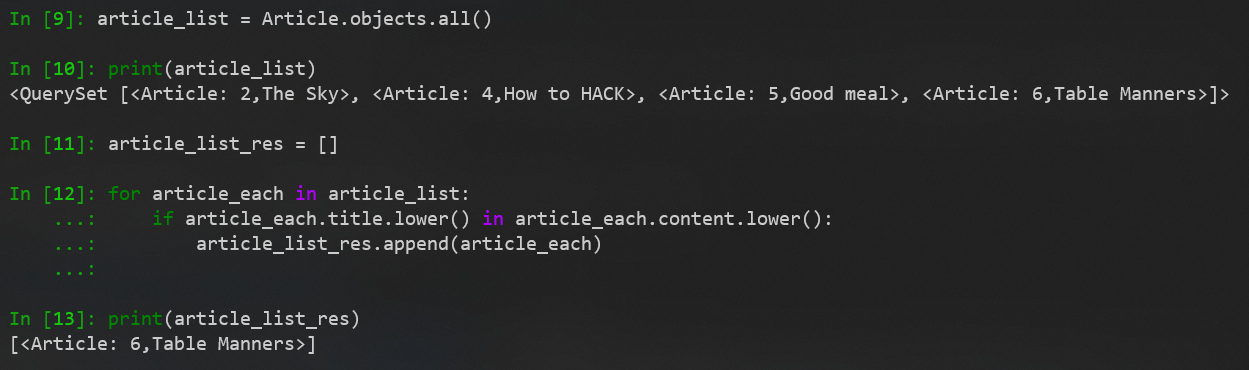 In [9]: article_list = Article.objects.all()
In [10]: print(article_list)
<QuerySet [<Article: 2,The Sky>, <Article: 4,How to HACK>, <Article: 5,Good meal>, <Article: 6,Table Manners>]>
In [11]: article_list_res = []
In [12]: for article_each in article_list:
...: if article_each.title.lower() in article_each.content.lower():
...: article_list_res.append(article_each)
...:
In [13]: print(article_list_res)
[<Article: 6,Table Manners>]